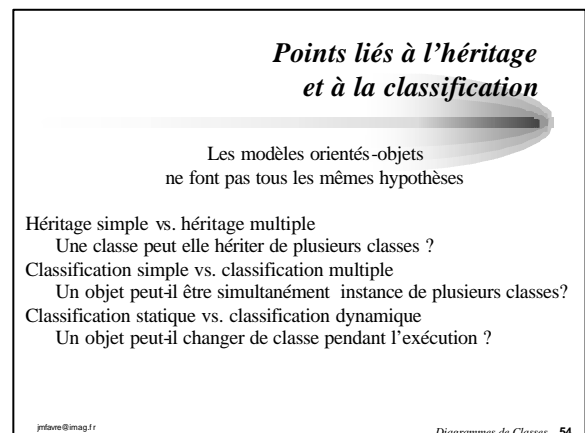 Points liés à l'héritage
et à la classification
Les modèles orientés-objets
ne font pas tous les mêmes hypothèses
Héritage simple vs. héritage multiple
Une classe peut elle hériter de plusieurs classes ?
Classification simple vs. classification multiple
Un objet peut-il être simultanément instance de plusieurs classes?
Classification statique vs. classification dynamique
Un objet peut-il changer de classe pendant l'exécution ?
jmfavre@imag.fr
Diagrammes de Classes 54